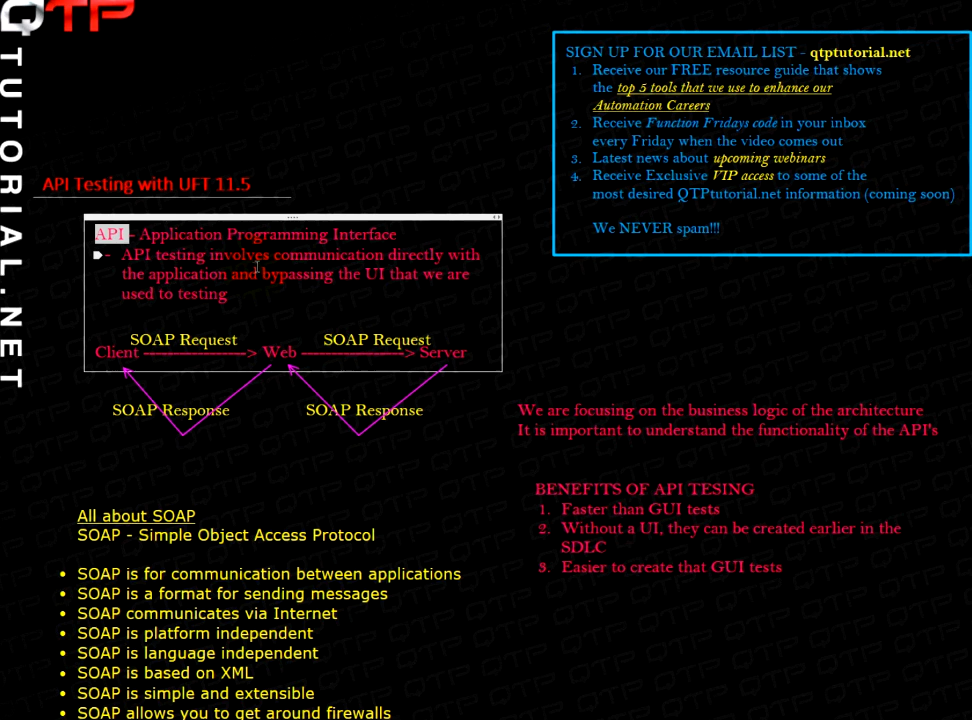 QTP
TUTORIAL.NET
SIGN UP FOR OUR EMAIL LIST - qtptutorial.net
1. Receive our FREE resource guide that shows
the top 5 tools that we use to enhance our
Automation Careers
2. Receive Function Fridays code in your inbox
every Friday when the video comes out
3. Latest news about upcoming webinars
4. Receive Exclusive VIP access to some of the
most desired QTPtutorial.net information (coming soon)
We NEVER spam!!!
API Testing with UFT 11.5
API - Application Programming Interface
- API testing involves communication directly with
the application and bypassing the UI that we are
used to testing
SOAP Request SOAP Request
Client ----------------> Web ----------------> Server
SOAP Response SOAP Response
We are focusing on the business logic of the architecture
It is important to understand the functionality of the API's
BENEFITS OF API TESING
1. Faster than GUI tests
2. Without a UI, they can be created earlier in the
SDLC
3. Easier to create that GUI tests
All about SOAP
SOAP - Simple Object Access Protocol
• SOAP is for communication between applications
• SOAP is a format for sending messages
• SOAP communicates via Internet
• SOAP is platform independent
• SOAP is language independent
• SOAP is based on XML
• SOAP is simple and extensible
• SOAP allows you to get around firewalls